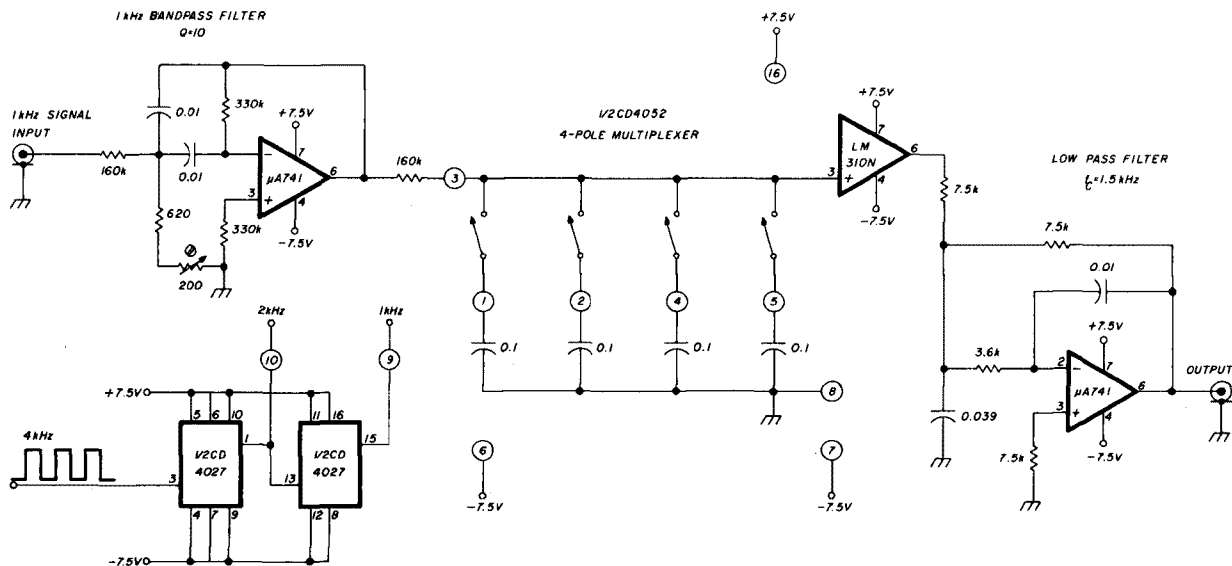 1 kHz BANDPASS FILTER
Q=10
+7.5V
16
1/2CD4052
4-POLE MULTIPLEXER
1 kHz SIGNAL
INPUT
0.01
330k
+7.5V
7
160k
0.01
−
μA741
6
3
+
4
−7.5V
160k
3
620
330k
200
+7.5V
7
LM
310N
6
3
+
4
−7.5V
7.5k
LOW PASS FILTER
fc=1.5 kHz
7.5k
0.01
1
2
4
5
0.1
0.1
0.1
0.1
8
3.6k
+7.5V
2
−
7
μA741
6
OUTPUT
3
+
4
−7.5V
0.039
7.5k
2kHz
1kHz
10
9
+7.5V
5
6
10
11
16
4kHz
1
15
1/2CD
4027
1/2CD
4027
3
13
4
7
9
12
8
−7.5V
6
−7.5V
7
−7.5V